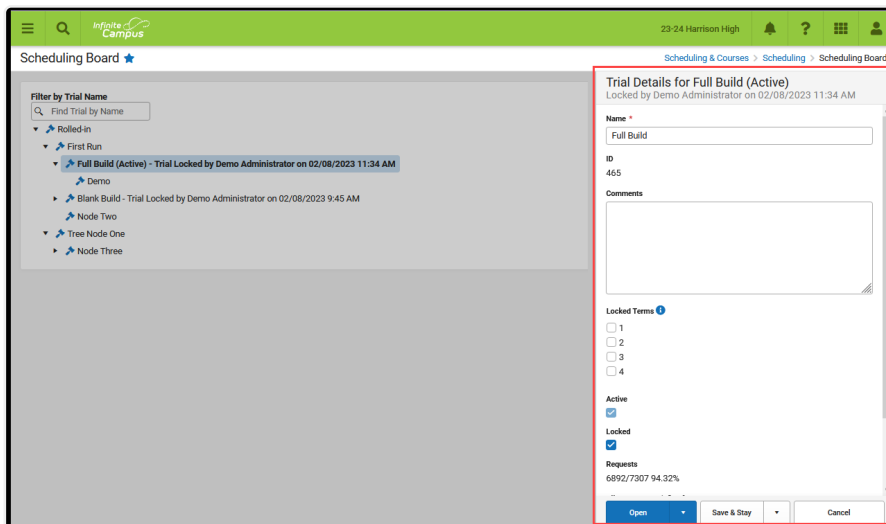 Infinite
Campus
23-24 Harrison High
?
Scheduling Board
Scheduling & Courses > Scheduling > Scheduling Board
Filter by Trial Name
Find Trial by Name
Rolled-in
First Run
Full Build (Active) - Trial Locked by Demo Administrator on 02/08/2023 11:34 AM
Demo
Blank Build - Trial Locked by Demo Administrator on 02/08/2023 9:45 AM
Node Two
Tree Node One
Node Three
Trial Details for Full Build (Active)
Locked by Demo Administrator on 02/08/2023 11:34 AM
Name *
Full Build
ID
465
Comments
Locked Terms
1
2
3
4
Active
Locked
Requests
6892/7307 94.32%
Open
Save & Stay
Cancel